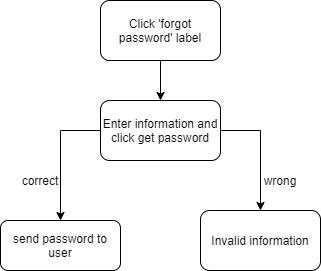 Click 'forgot
password' label
Enter information and
click get password
correct
wrong
send password to
user
Invalid information